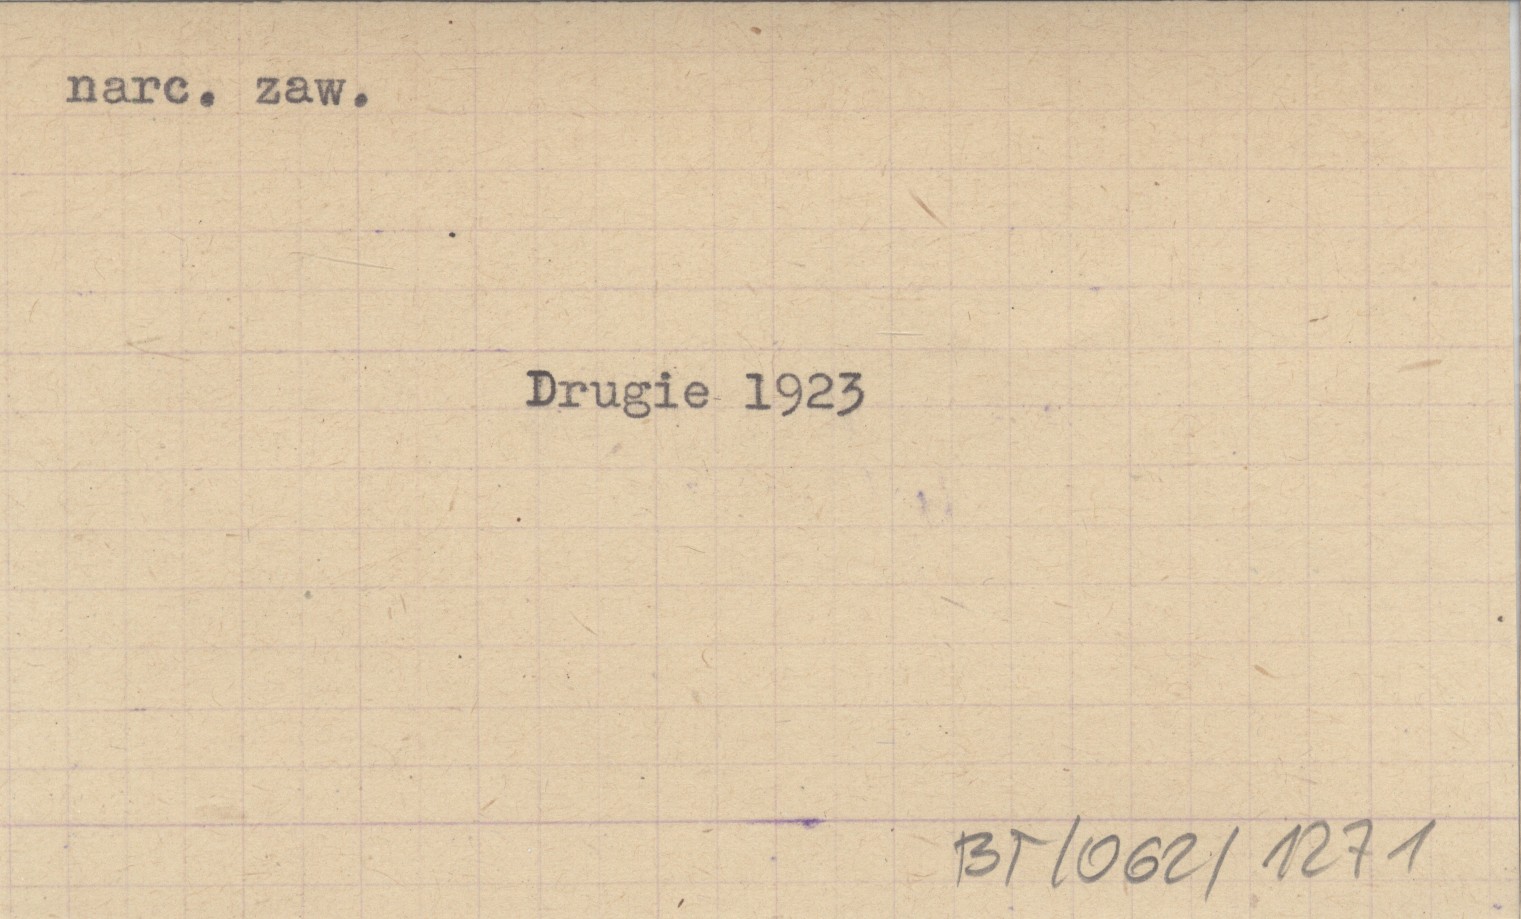 narc. zaw.
Drugie 1923
BT/062/1271